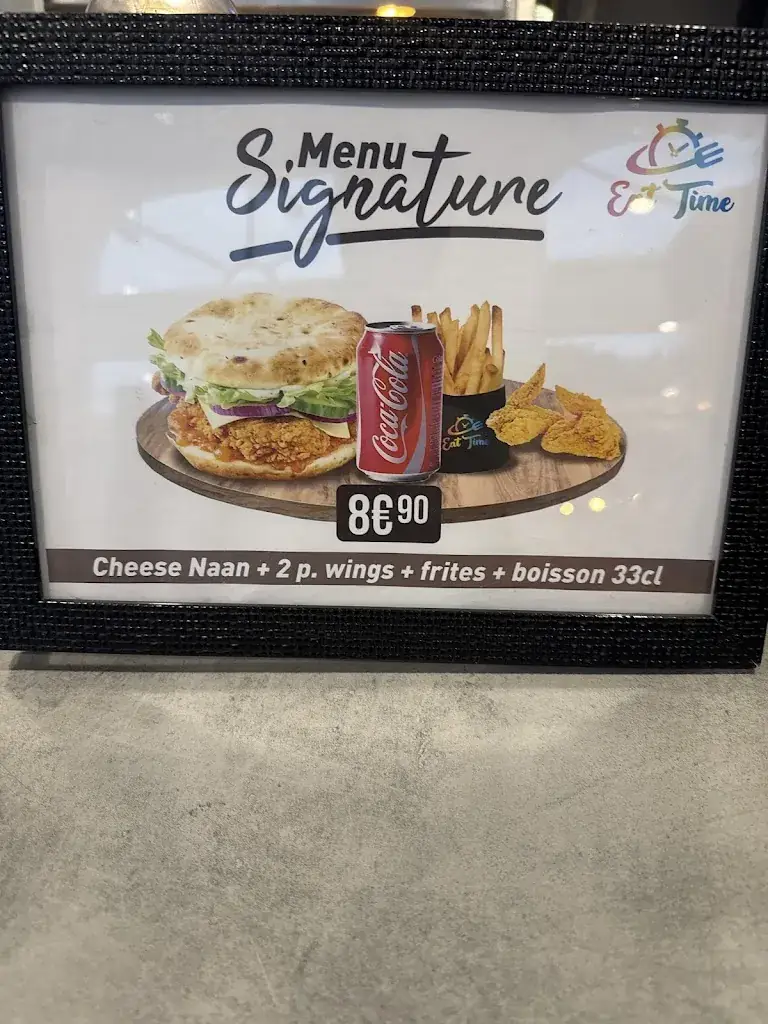 Menu
Signature
Eat Time
Coca-Cola
Eat Time
8€90
Cheese Naan + 2 p. wings + frites + boisson 33cl